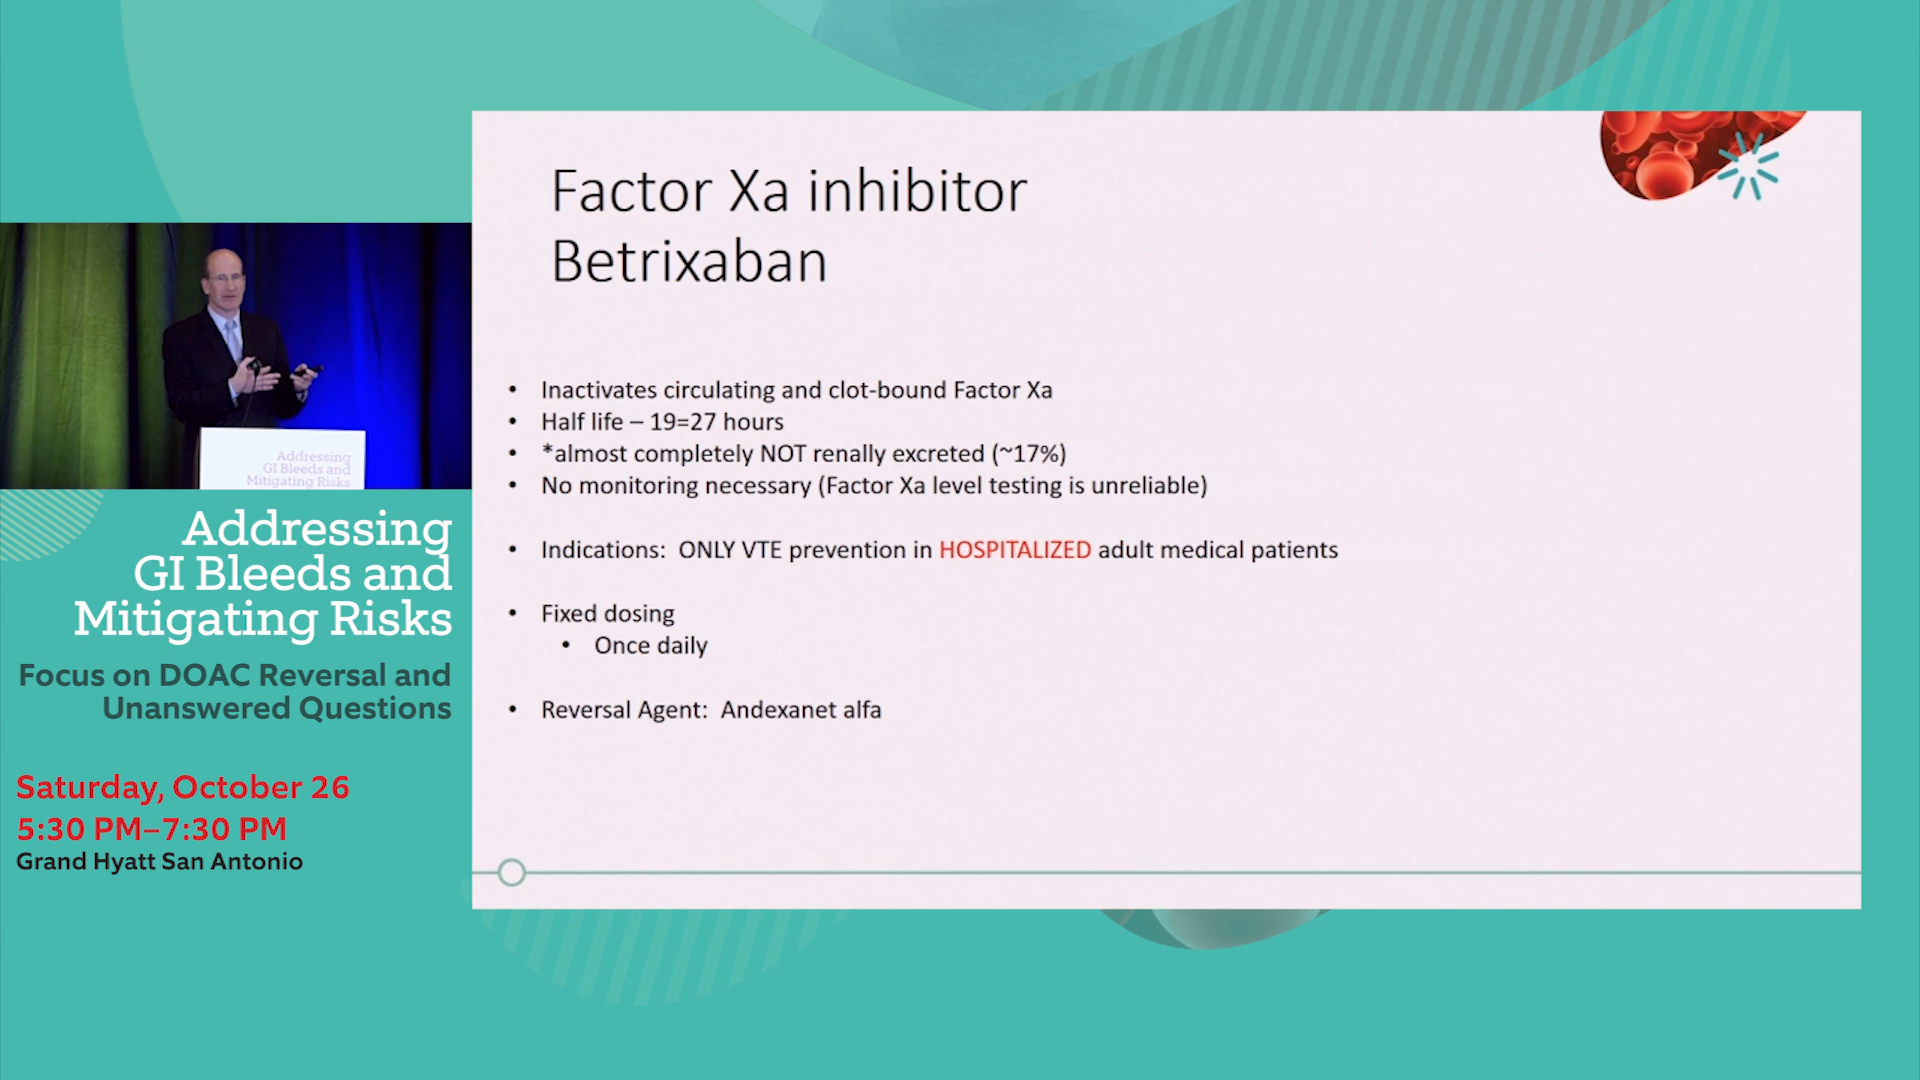 Factor Xa inhibitor
Betrixaban
• Inactivates circulating and clot-bound Factor Xa
• Half life – 19=27 hours
• *almost completely NOT renally excreted (~17%)
• No monitoring necessary (Factor Xa level testing is unreliable)
• Indications: ONLY VTE prevention in HOSPITALIZED adult medical patients
• Fixed dosing
• Once daily
• Reversal Agent: Andexanet alfa
Addressing
GI Bleeds and
Mitigating Risks
Addressing
GI Bleeds and
Mitigating Risks
Focus on DOAC Reversal and
Unanswered Questions
Saturday, October 26
5:30 PM–7:30 PM
Grand Hyatt San Antonio